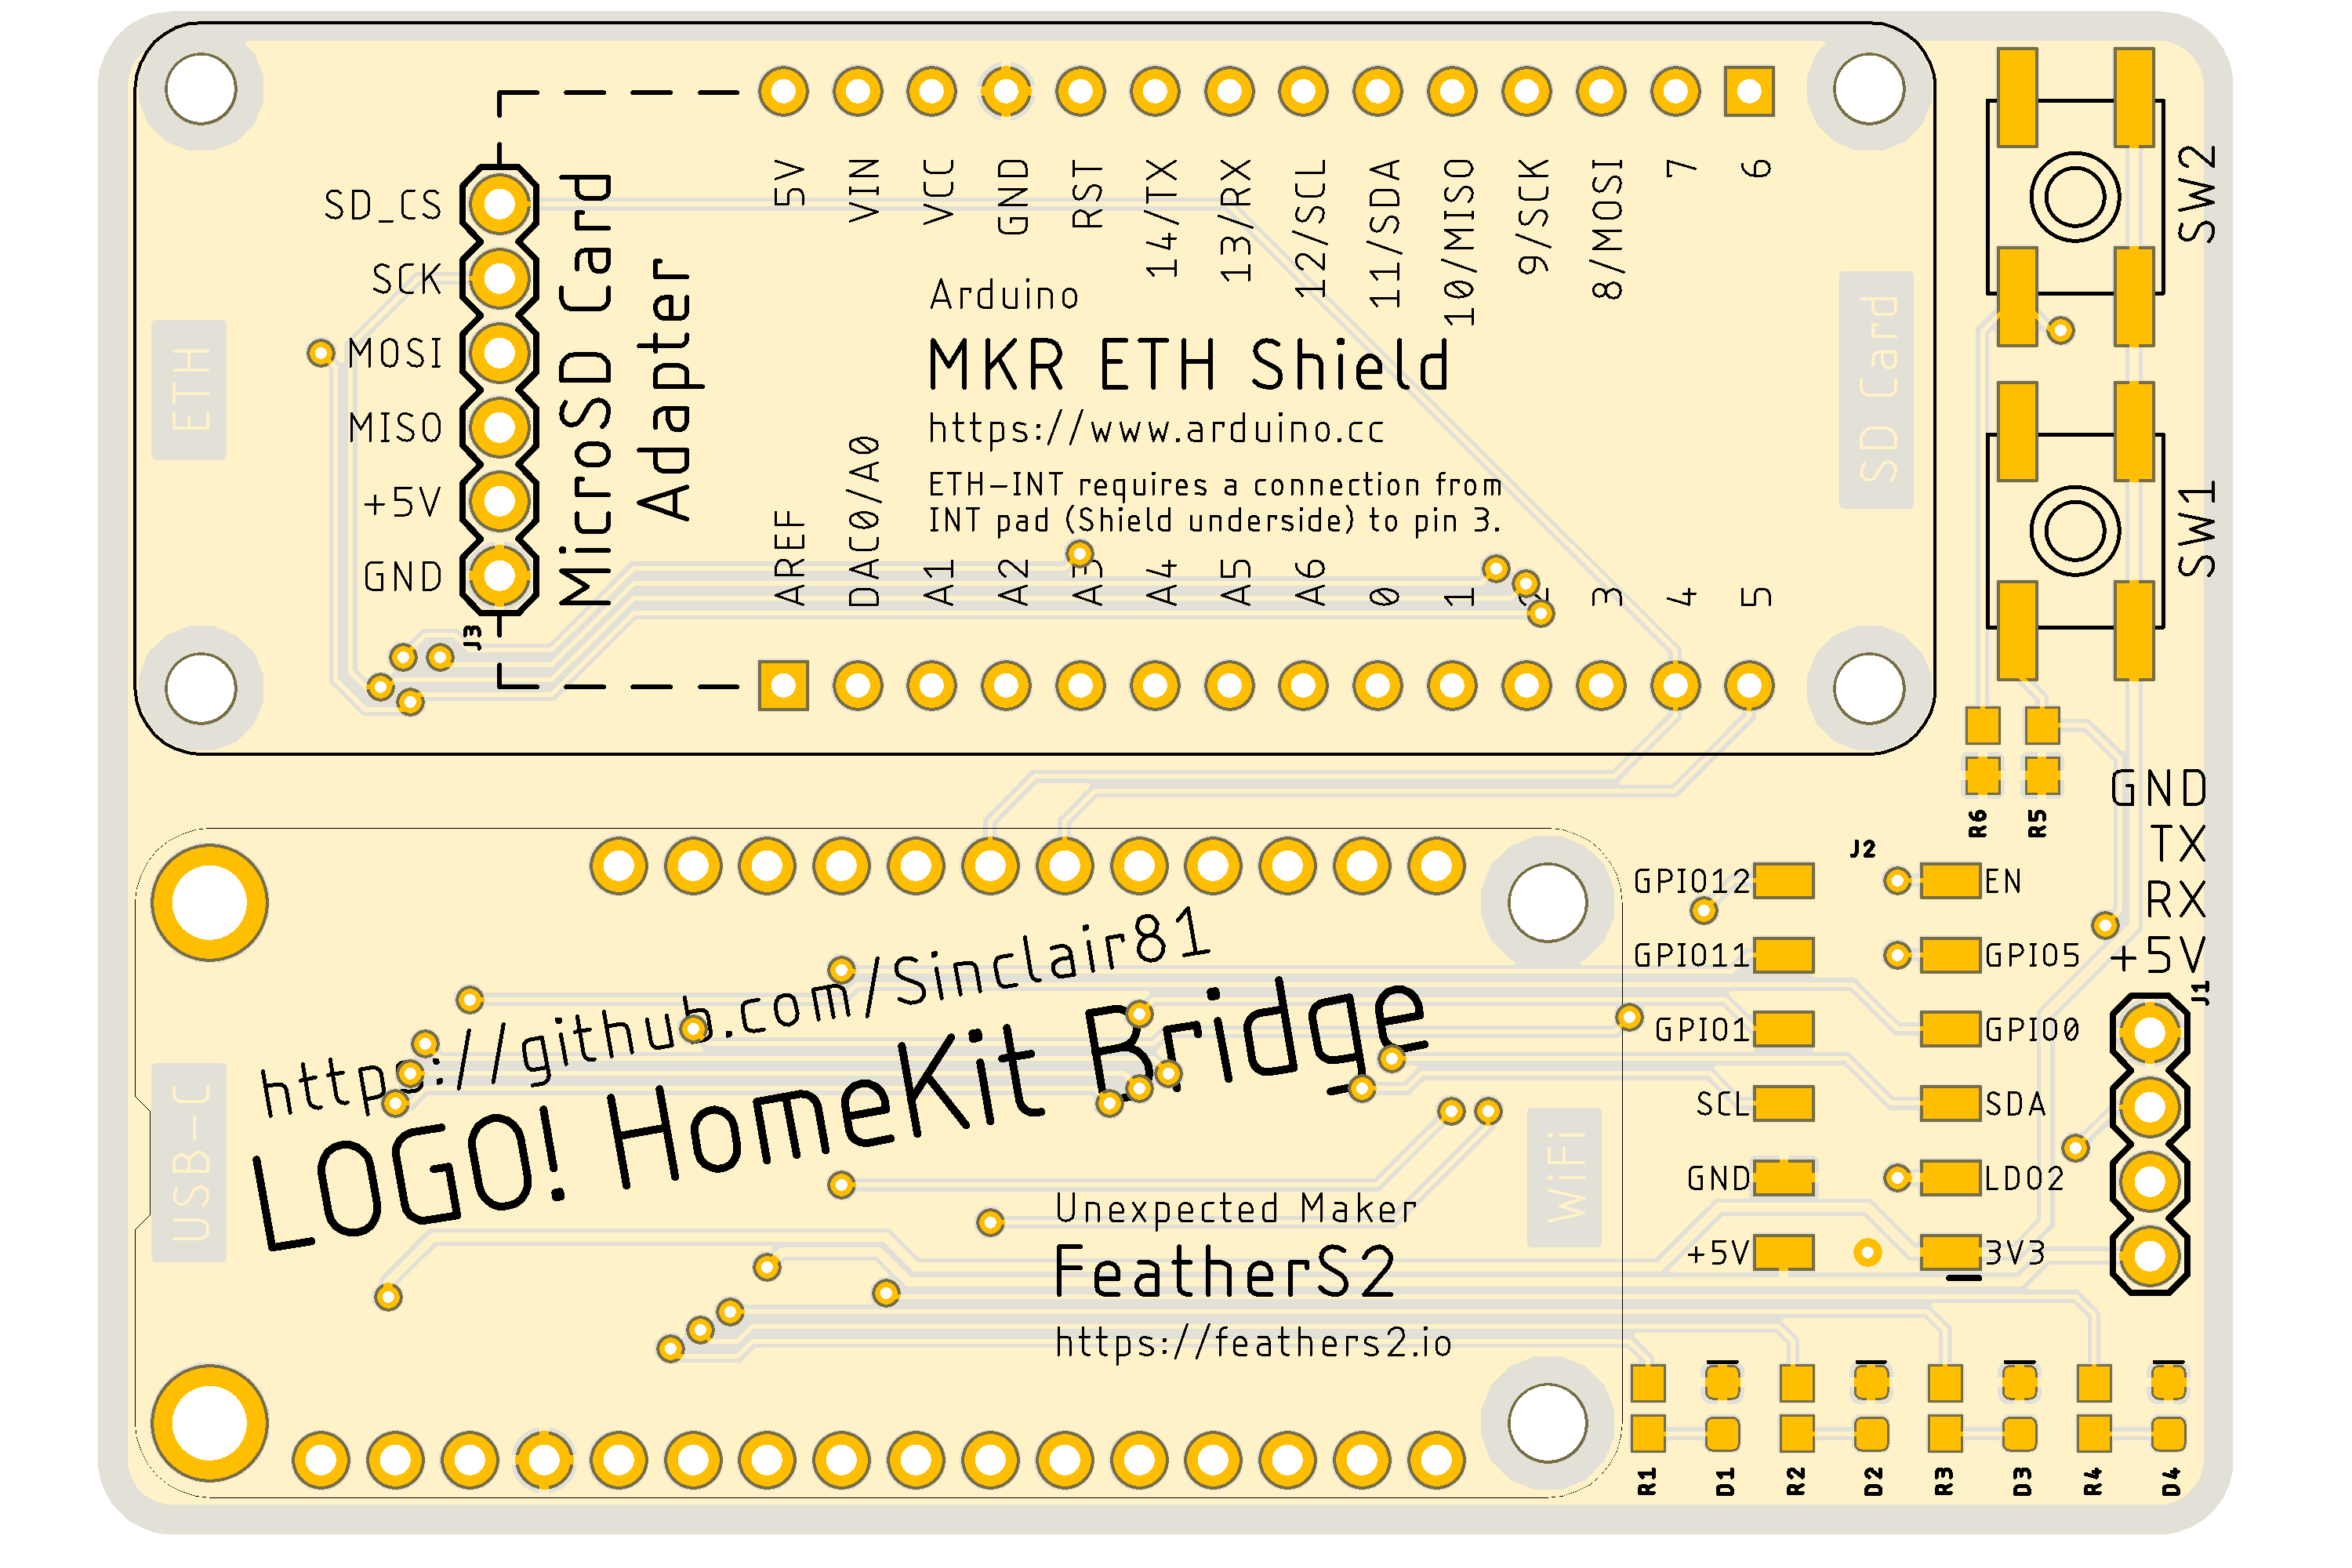 5V
VIN
VCC
GND
RST
14/TX
13/RX
12/SCL
11/SDA
10/MISO
9/SCK
8/MOSI
7
6
SW2
SD_CS
SCK
MOSI
MISO
+5V
GND
J3
MicroSD Card
Adapter
ETH
Arduino
MKR ETH Shield
https://www.arduino.cc
ETH-INT requires a connection from
INT pad (Shield underside) to pin 3.
SD Card
SW1
AREF
DAC0/A0
A1
A2
A3
A4
A5
A6
0
1
2
3
4
5
R6
R5
GND
TX
RX
+5V
J1
J2
GPIO12
EN
GPIO11
GPIO5
GPIO1
GPIO0
SCL
SDA
GND
LDO2
+5V
3V3
https://github.com/Sinclair81
LOGO! HomeKit Bridge
USB-C
WiFi
Unexpected Maker
FeatherS2
https://feathers2.io
R1
D1
R2
D2
R3
D3
R4
D4